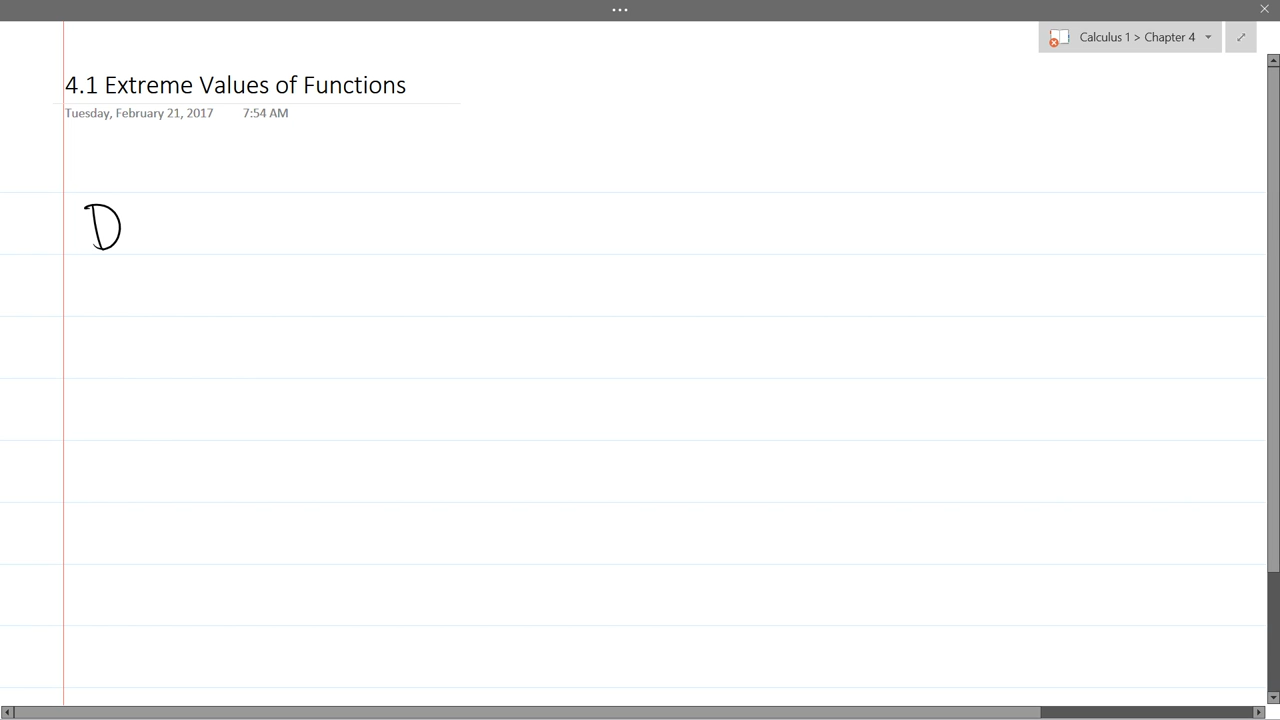 Calculus 1 > Chapter 4
4.1 Extreme Values of Functions
Tuesday, February 21, 2017 7:54 AM
D